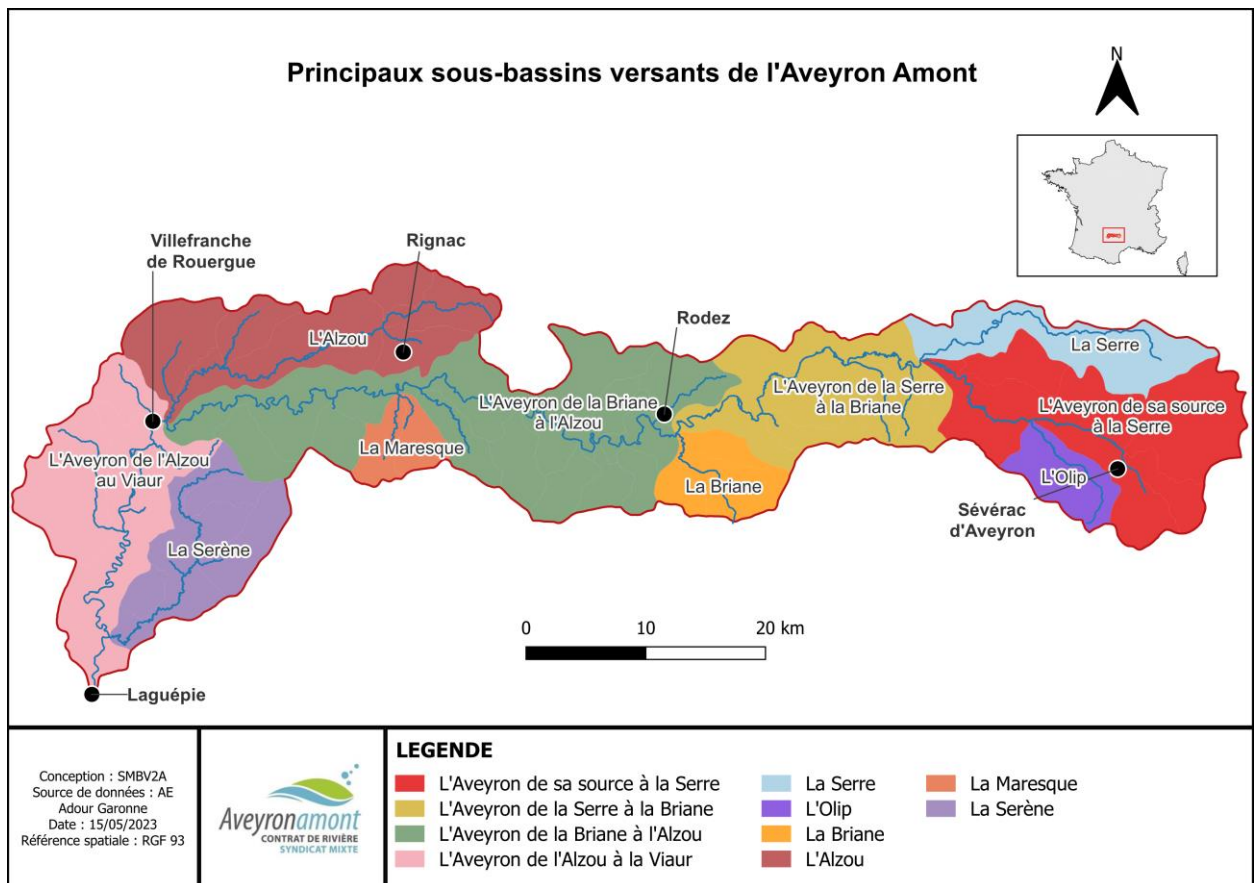 Principaux sous-bassins versants de l'Aveyron Amont
N
Villefranche
de Rouergue
Rignac
Rodez
L'Alzou
La Serre
L'Aveyron de la Serre
à la Briane
L'Aveyron de la Briane
à l'Alzou
L'Aveyron de sa source
à la Serre
La Maresque
L'Aveyron de l'Alzou
au Viaur
La Briane
L'Olip
Sévérac
d'Aveyron
La Serène
0 10 20 km
Laguépie
Conception : SMBV2A
Source de données : AE
Adour Garonne
Date : 15/05/2023
Référence spatiale : RGF 93
Aveyronamont
CONTRAT DE RIVIÈRE
SYNDICAT MIXTE
LEGENDE
L'Aveyron de sa source à la Serre
L'Aveyron de la Serre à la Briane
L'Aveyron de la Briane à l'Alzou
L'Aveyron de l'Alzou à la Viaur
La Serre
L'Olip
La Briane
L'Alzou
La Maresque
La Serène